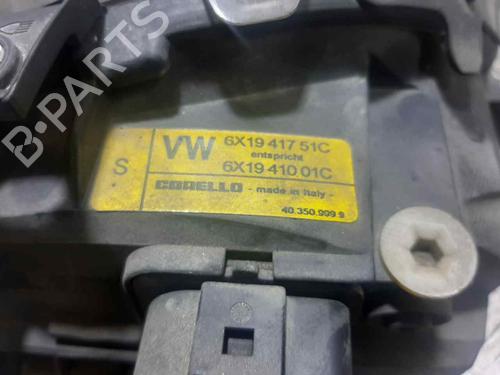 B-PARTS
S
VW
6X19 417 51C
entspricht
6X19 410 01C
CARELLO - made in Italy -
40.350.999 9